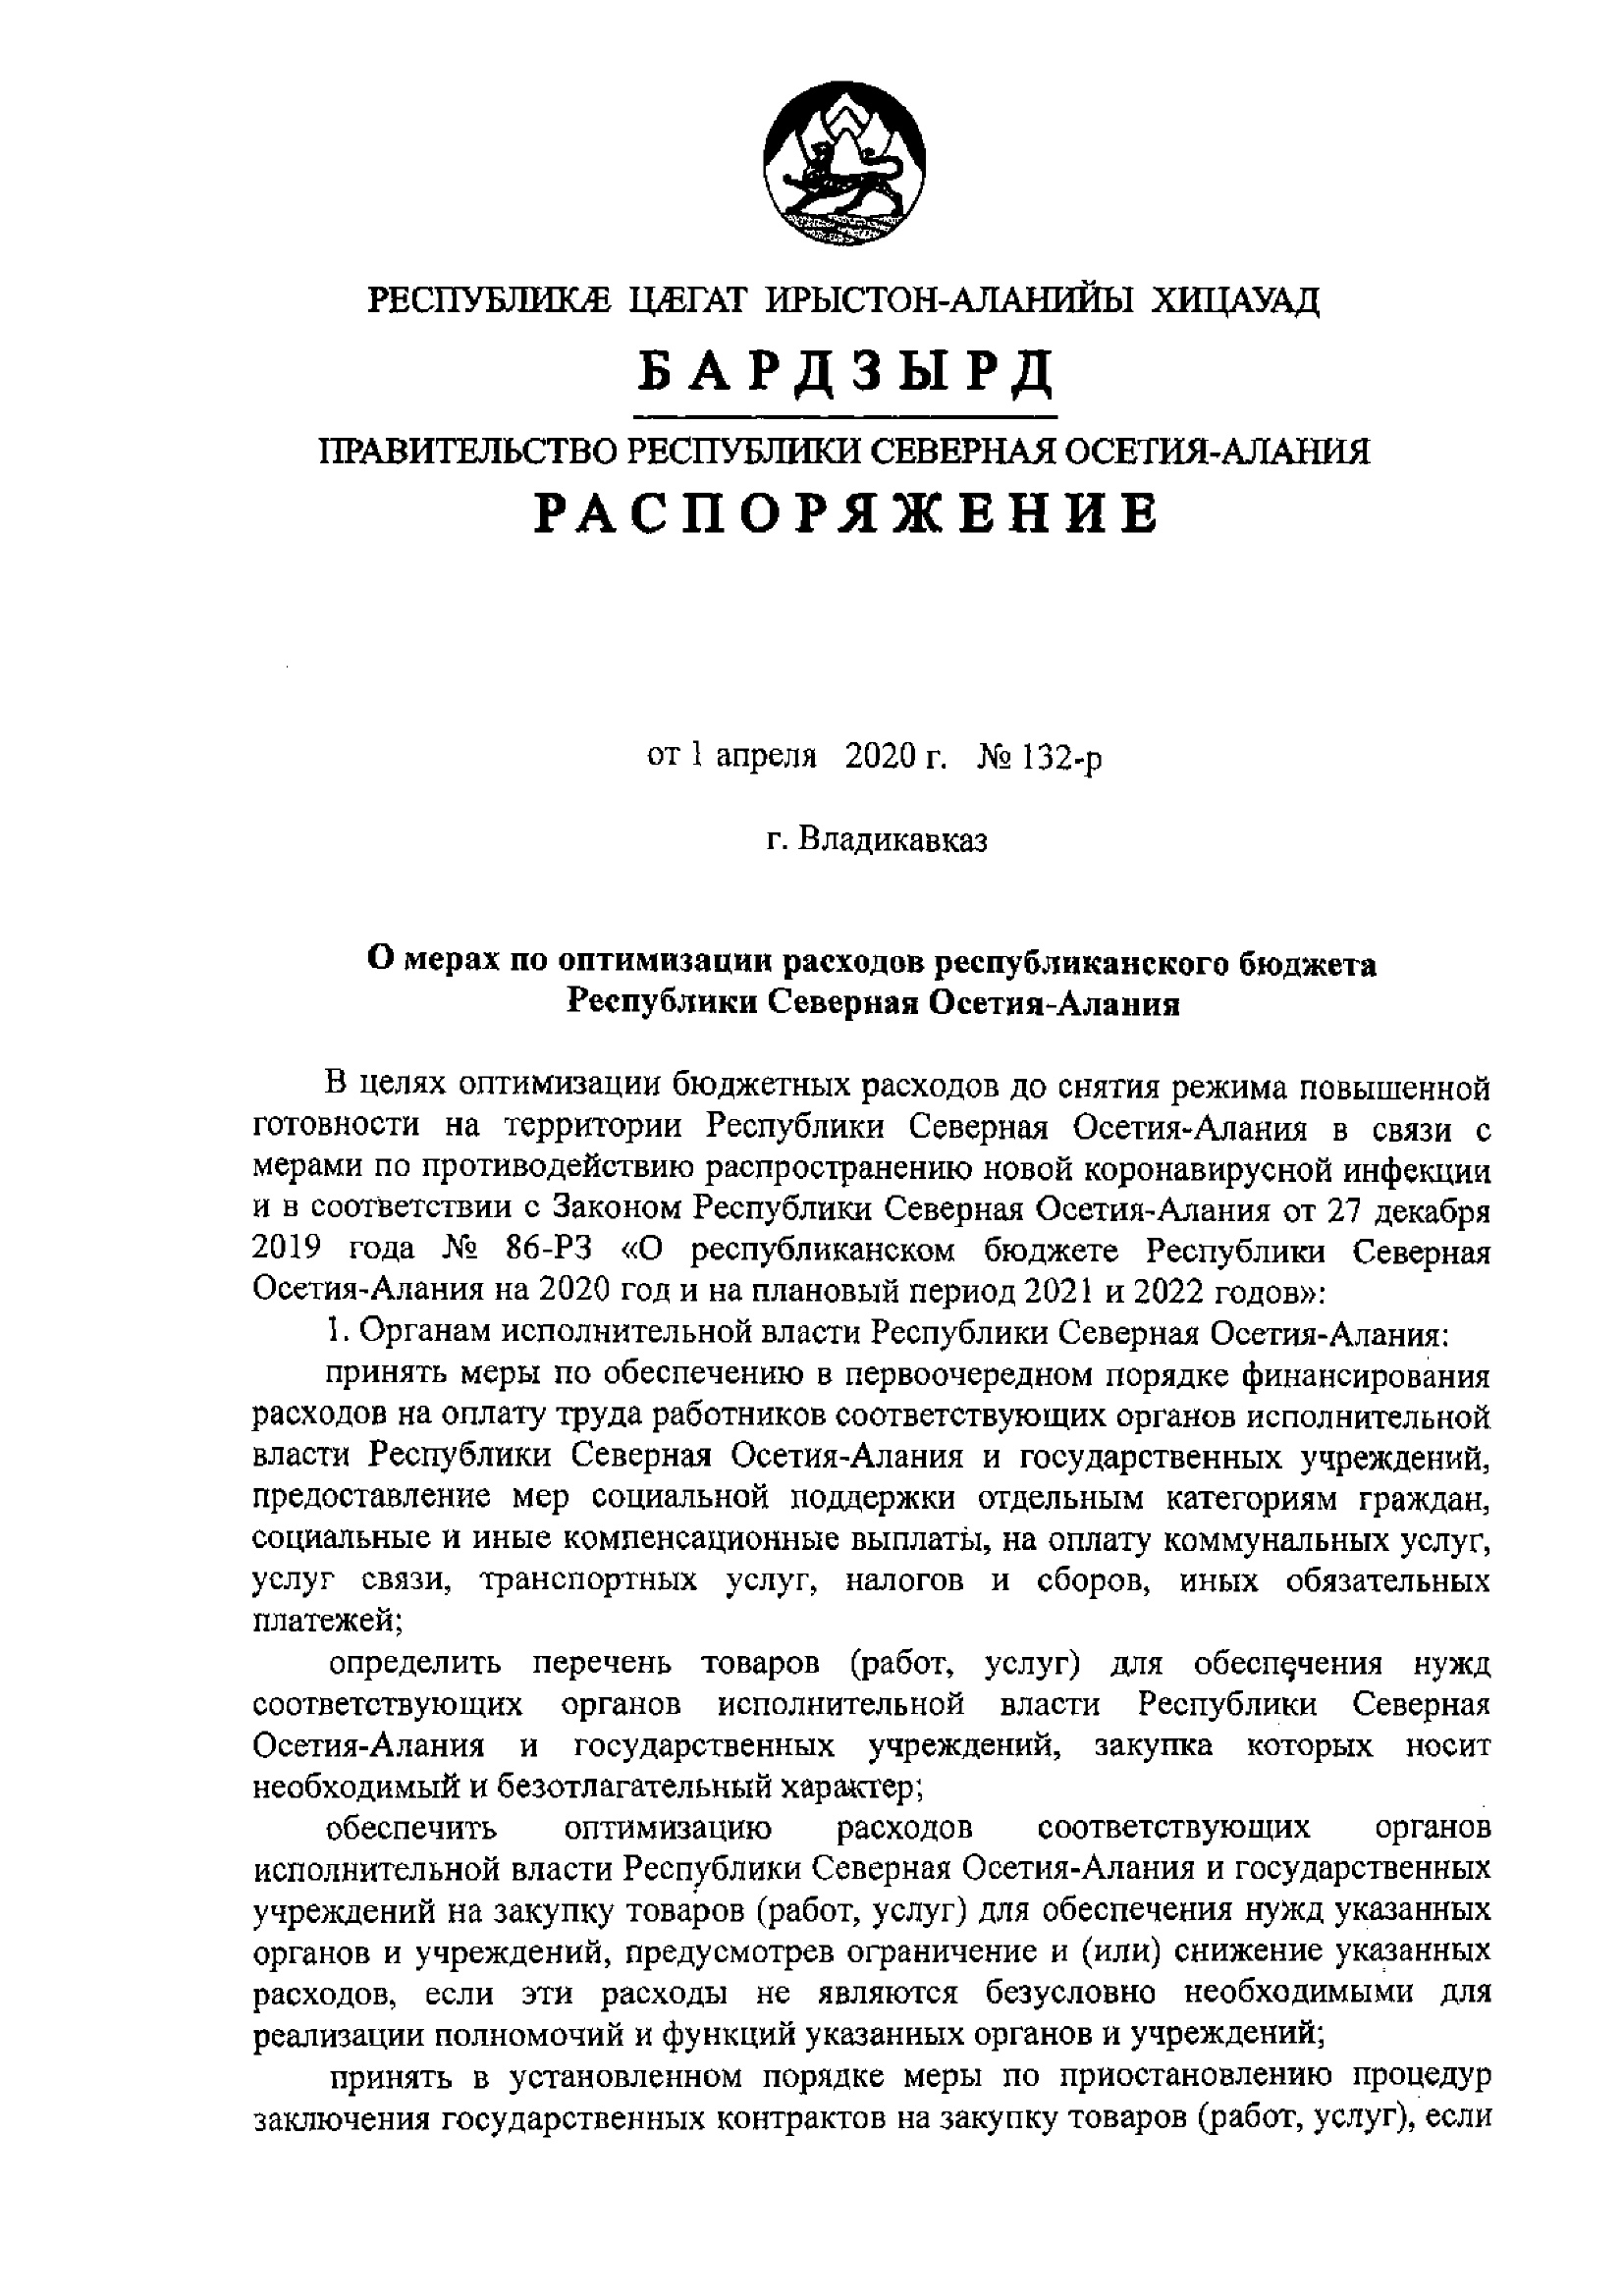 РЕСПУБЛИКÆ ЦÆГАТ ИРЫСТОН-АЛАНИЙЫ ХИЦАУАД
БАРДЗЫРД
ПРАВИТЕЛЬСТВО РЕСПУБЛИКИ СЕВЕРНАЯ ОСЕТИЯ-АЛАНИЯ
РАСПОРЯЖЕНИЕ
от 1 апреля 2020 г. № 132-р
г. Владикавказ
О мерах по оптимизации расходов республиканского бюджета
Республики Северная Осетия-Алания
В целях оптимизации бюджетных расходов до снятия режима повышенной
готовности на территории Республики Северная Осетия-Алания в связи с
мерами по противодействию распространению новой коронавирусной инфекции
и в соответствии с Законом Республики Северная Осетия-Алания от 27 декабря
2019 года № 86-РЗ «О республиканском бюджете Республики Северная
Осетия-Алания на 2020 год и на плановый период 2021 и 2022 годов»:
1. Органам исполнительной власти Республики Северная Осетия-Алания:
принять меры по обеспечению в первоочередном порядке финансирования
расходов на оплату труда работников соответствующих органов исполнительной
власти Республики Северная Осетия-Алания и государственных учреждений,
предоставление мер социальной поддержки отдельным категориям граждан,
социальные и иные компенсационные выплаты, на оплату коммунальных услуг,
услуг связи, транспортных услуг, налогов и сборов, иных обязательных
платежей;
определить перечень товаров (работ, услуг) для обеспечения нужд
соответствующих органов исполнительной власти Республики Северная
Осетия-Алания и государственных учреждений, закупка которых носит
необходимый и безотлагательный характер;
обеспечить оптимизацию расходов соответствующих органов
исполнительной власти Республики Северная Осетия-Алания и государственных
учреждений на закупку товаров (работ, услуг) для обеспечения нужд указанных
органов и учреждений, предусмотрев ограничение и (или) снижение указанных
расходов, если эти расходы не являются безусловно необходимыми для
реализации полномочий и функций указанных органов и учреждений;
принять в установленном порядке меры по приостановлению процедур
заключения государственных контрактов на закупку товаров (работ, услуг), если